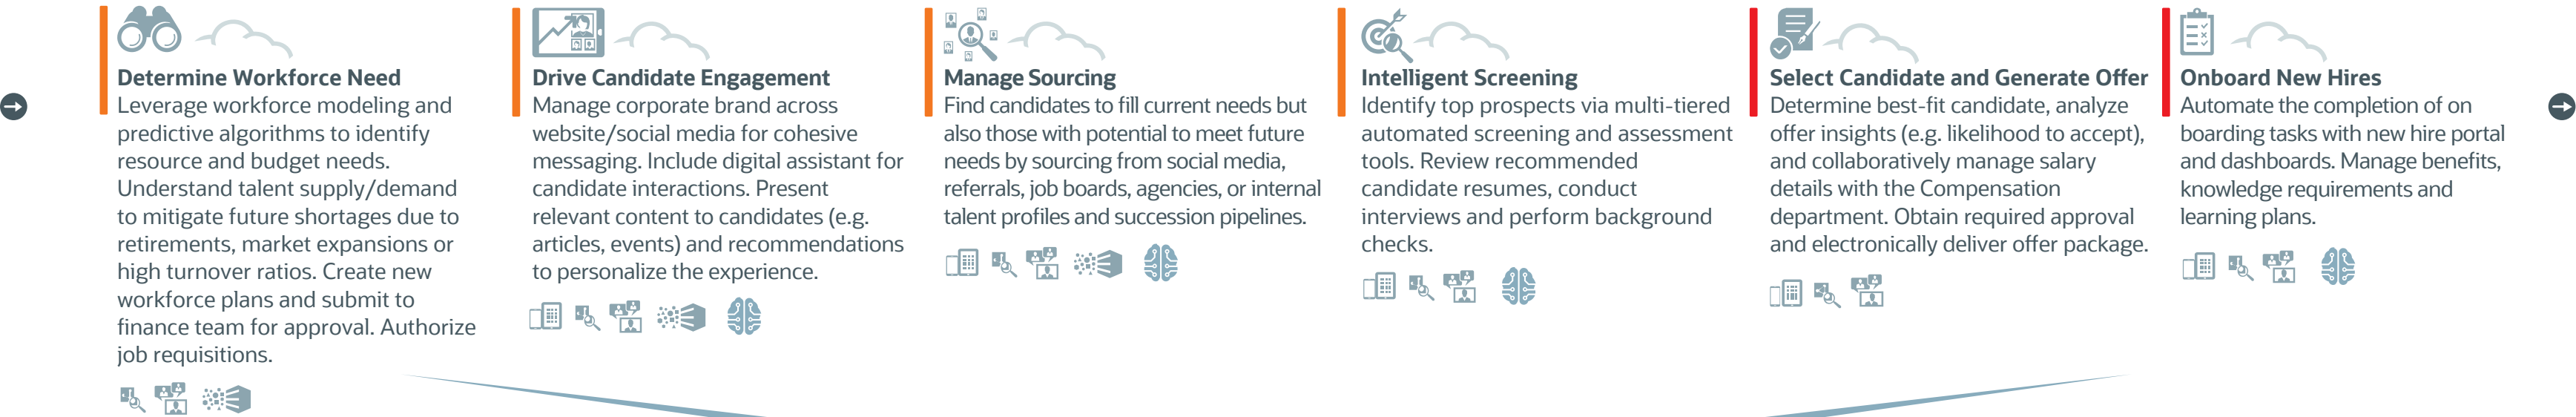 Determine Workforce Need
Leverage workforce modeling and
predictive algorithms to identify
resource and budget needs.
Understand talent supply/demand
to mitigate future shortages due to
retirements, market expansions or
high turnover ratios. Create new
workforce plans and submit to
finance team for approval. Authorize
job requisitions.
Drive Candidate Engagement
Manage corporate brand across
website/social media for cohesive
messaging. Include digital assistant for
candidate interactions. Present
relevant content to candidates (e.g.
articles, events) and recommendations
to personalize the experience.
Manage Sourcing
Find candidates to fill current needs but
also those with potential to meet future
needs by sourcing from social media,
referrals, job boards, agencies, or internal
talent profiles and succession pipelines.
Intelligent Screening
Identify top prospects via multi-tiered
automated screening and assessment
tools. Review recommended
candidate resumes, conduct
interviews and perform background
checks.
Select Candidate and Generate Offer
Determine best-fit candidate, analyze
offer insights (e.g. likelihood to accept),
and collaboratively manage salary
details with the Compensation
department. Obtain required approval
and electronically deliver offer package.
Onboard New Hires
Automate the completion of on
boarding tasks with new hire portal
and dashboards. Manage benefits,
knowledge requirements and
learning plans.